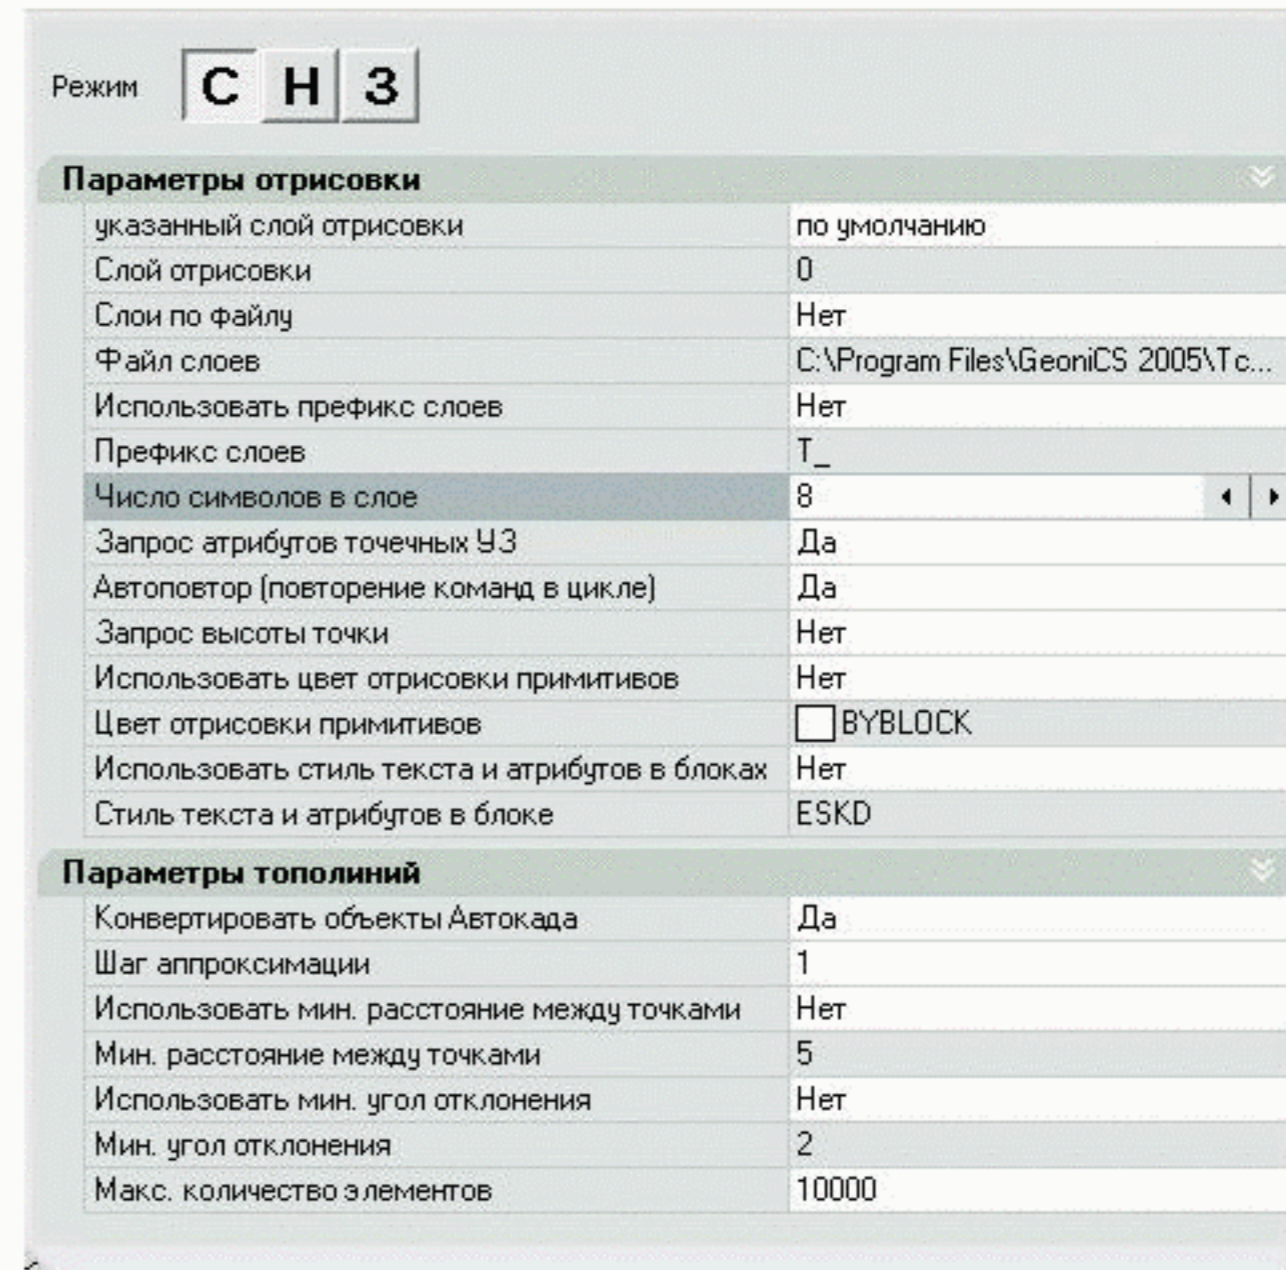 Режим С Н З
Параметры отрисовки
указанный слой отрисовки по умолчанию
Слой отрисовки 0
Слои по файлу Нет
Файл слоев C:\Program Files\GeoniCS 2005\Тс...
Использовать префикс слоев Нет
Префикс слоев T_
Число символов в слое 8
Запрос атрибутов точечных УЗ Да
Автоповтор (повторение команд в цикле) Да
Запрос высоты точки Нет
Использовать цвет отрисовки примитивов Нет
Цвет отрисовки примитивов BYBLOCK
Использовать стиль текста и атрибутов в блоках Нет
Стиль текста и атрибутов в блоке ESKD
Параметры тополиний
Конвертировать объекты Автокада Да
Шаг аппроксимации 1
Использовать мин. расстояние между точками Нет
Мин. расстояние между точками 5
Использовать мин. угол отклонения Нет
Мин. угол отклонения 2
Макс. количество элементов 10000